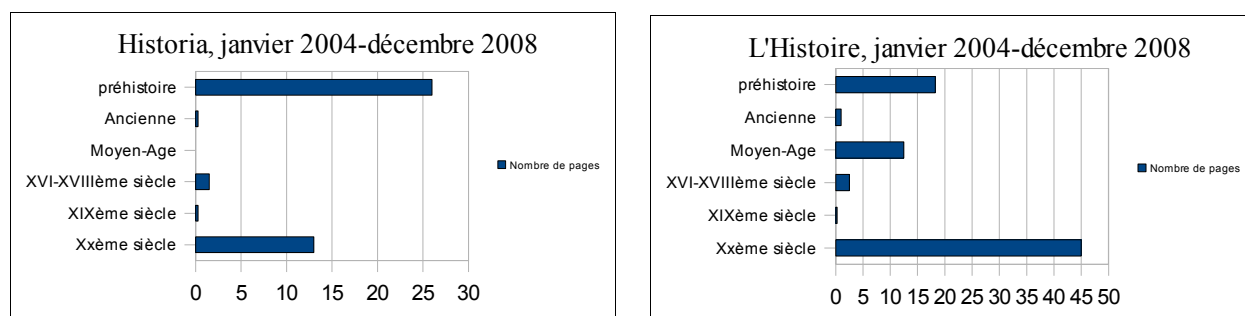 Historia, janvier 2004-décembre 2008
préhistoire
Ancienne
Moyen-Age
XVI-XVIIIème siècle
XIXème siècle
Xxème siècle
0 5 10 15 20 25 30
Nombre de pages
L'Histoire, janvier 2004-décembre 2008
préhistoire
Ancienne
Moyen-Age
XVI-XVIIIème siècle
XIXème siècle
Xxème siècle
0 5 10 15 20 25 30 35 40 45 50
Nombre de pages